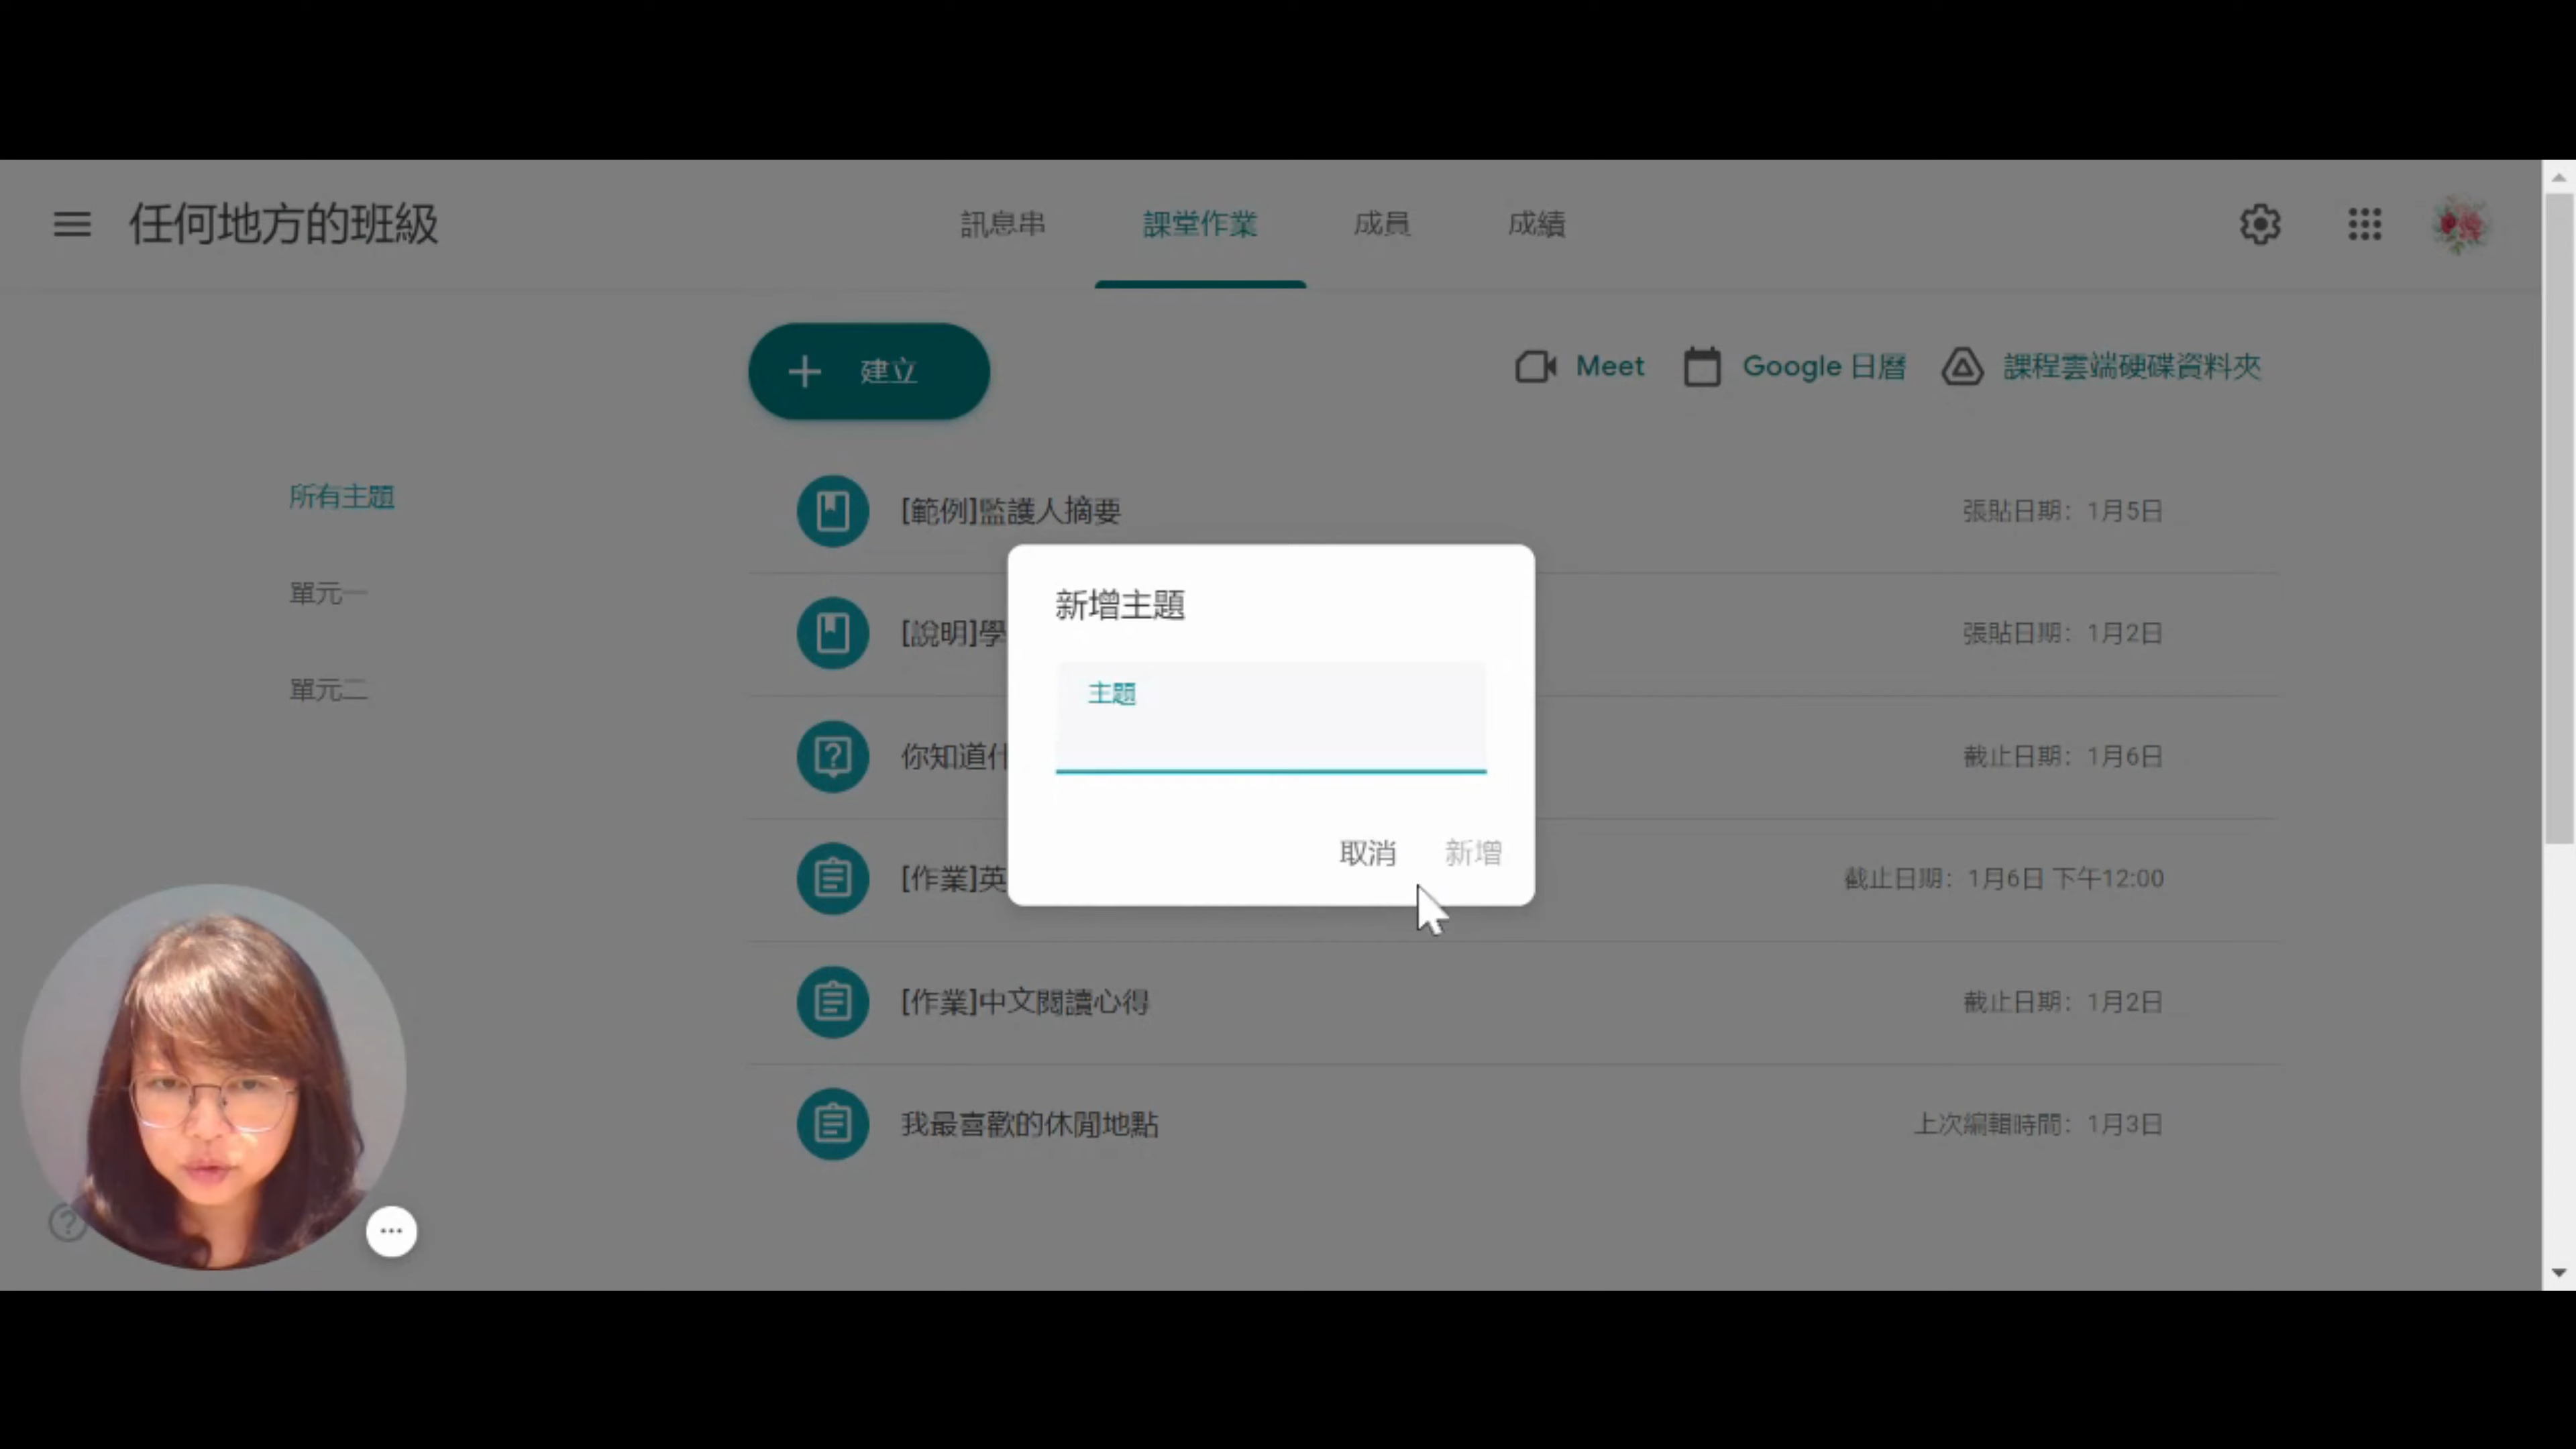 任何地方的班級
訊息串
課堂作業
成員
成績
建立
Meet
Google 日曆
課程雲端硬碟資料夾
所有主題
單元一
單元二
[範例]監護人摘要
張貼日期：1月5日
[說明]學
張貼日期：1月2日
你知道什
截止日期：1月6日
[作業]英
截止日期：1月6日 下午12:00
[作業]中文閱讀心得
截止日期：1月2日
我最喜歡的休閒地點
上次編輯時間：1月3日
新增主題
主題
取消
新增